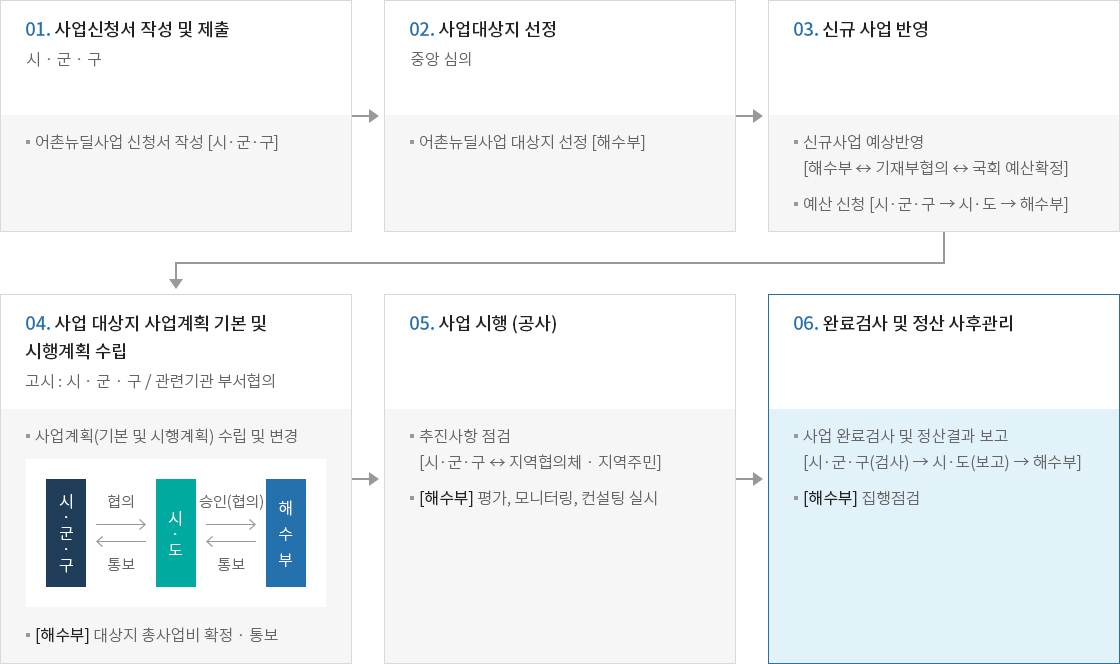 01. 사업신청서 작성 및 제출
시 · 군 · 구
어촌뉴딜사업 신청서 작성 [시·군·구]
02. 사업대상지 선정
중앙 심의
어촌뉴딜사업 대상지 선정 [해수부]
03. 신규 사업 반영
신규사업 예상반영
[해수부 ↔ 기재부협의 ↔ 국회 예산확정]
예산 신청 [시·군·구 → 시·도 → 해수부]
04. 사업 대상지 사업계획 기본 및
시행계획 수립
고시 : 시 · 군 · 구 / 관련기관 부서협의
사업계획(기본 및 시행계획) 수립 및 변경
시·군·구
협의
통보
시·도
승인(협의)
통보
해수부
[해수부] 대상지 총사업비 확정 · 통보
05. 사업 시행 (공사)
추진사항 점검
[시·군·구 ↔ 지역협의체 · 지역주민]
[해수부] 평가, 모니터링, 컨설팅 실시
06. 완료검사 및 정산 사후관리
사업 완료검사 및 정산결과 보고
[시·군·구(검사) → 시·도(보고) → 해수부]
[해수부] 집행점검